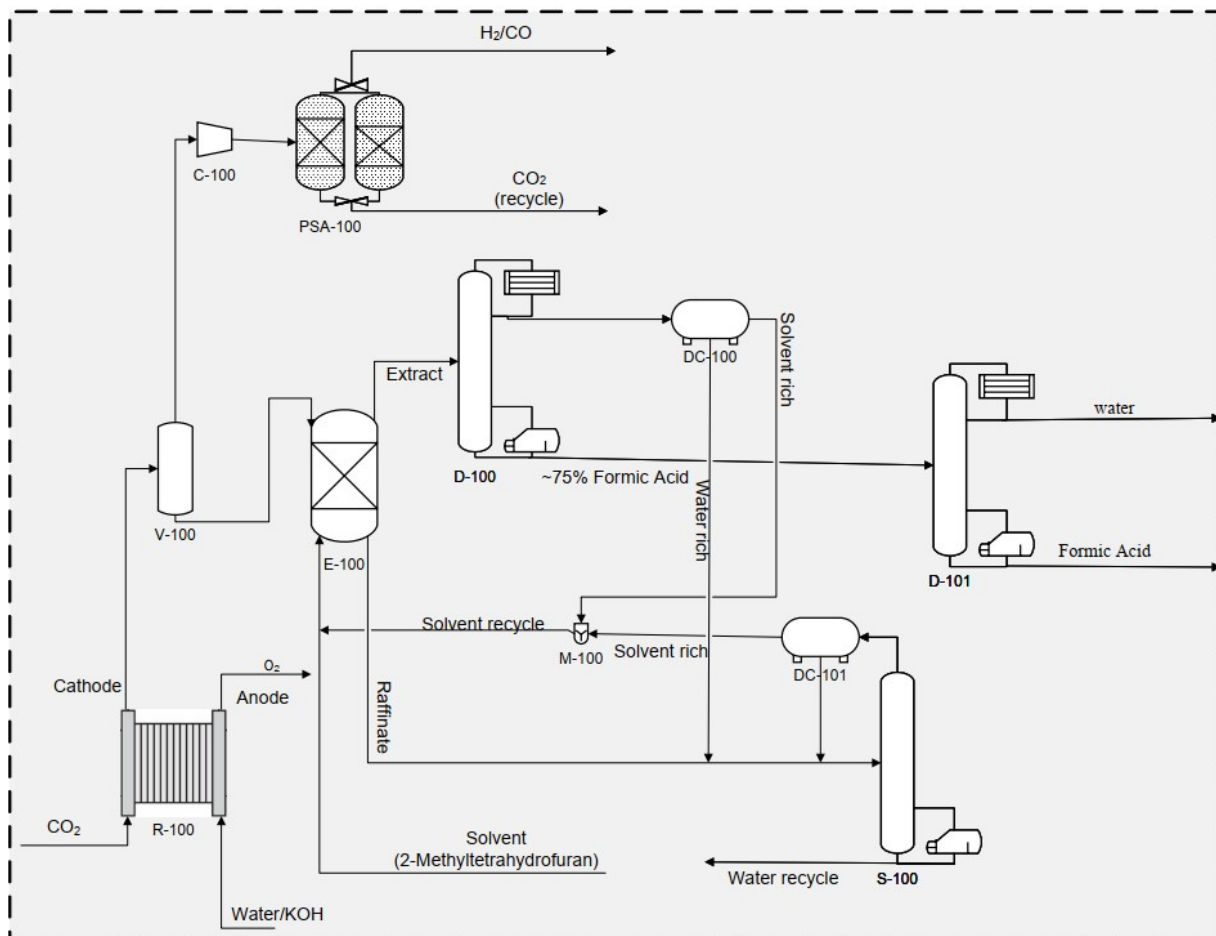 H₂/CO
C-100
CO₂
(recycle)
PSA-100
Solvent rich
DC-100
Extract
water
D-100
~75% Formic Acid
V-100
E-100
Water rich
Formic Acid
D-101
Solvent recycle
M-100
Solvent rich
DC-101
O₂
Cathode
Anode
Raffinate
CO₂
R-100
Solvent
(2-Methyltetrahydrofuran)
Water recycle
S-100
Water/KOH